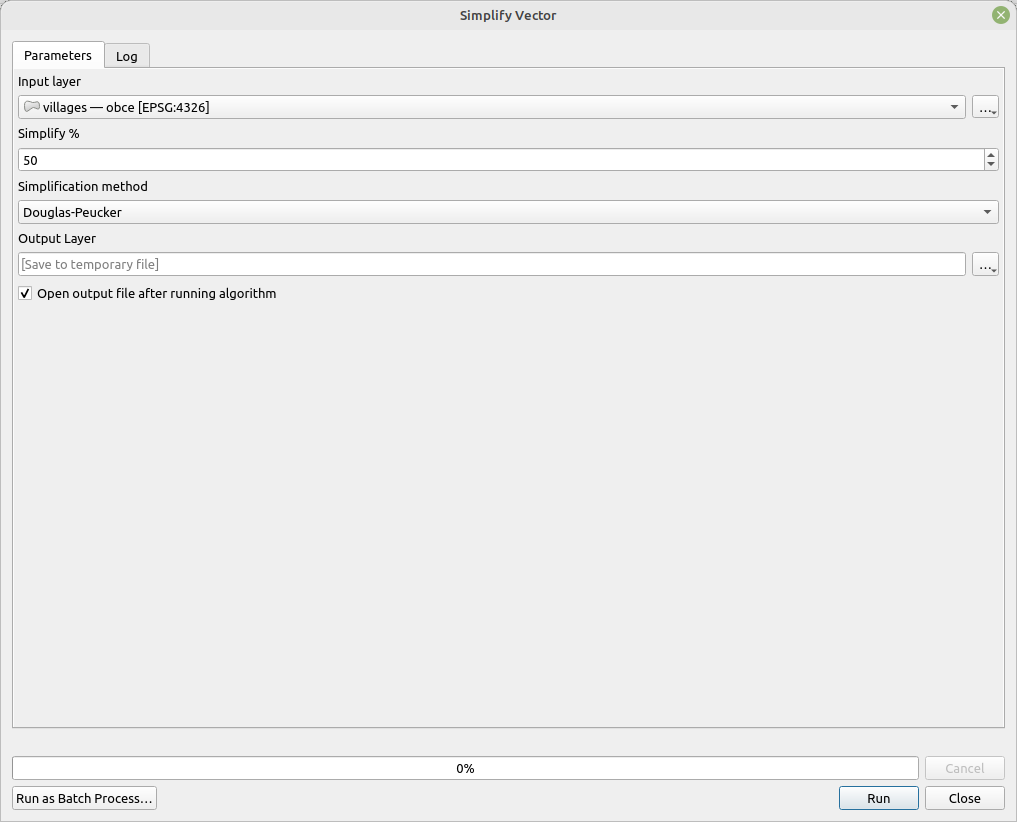 Simplify Vector
Parameters
Log
Input layer
villages — obce [EPSG:4326]
…
Simplify %
50
Simplification method
Douglas-Peucker
Output Layer
[Save to temporary file]
…
Open output file after running algorithm
0%
Cancel
Run as Batch Process…
Run
Close